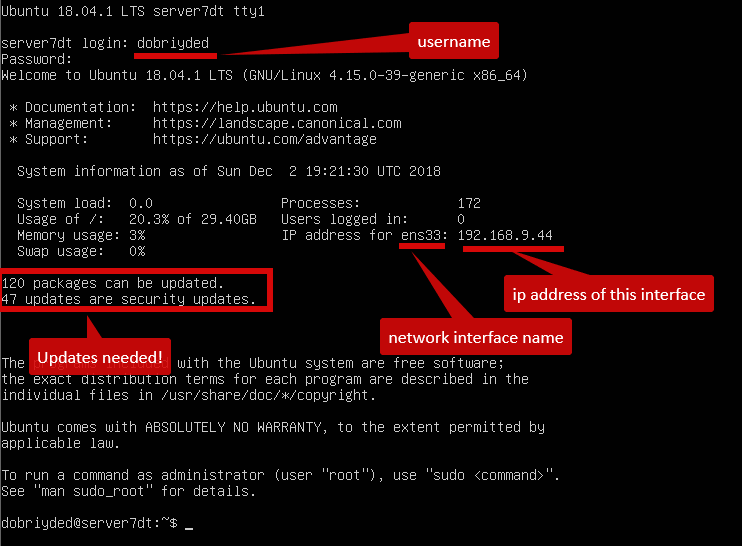 Ubuntu 18.04.1 LTS server7dt tty1
server7dt login: dobriyded
username
Password:
Welcome to Ubuntu 18.04.1 LTS (GNU/Linux 4.15.0-39-generic x86_64)
* Documentation:  https://help.ubuntu.com
* Management:     https://landscape.canonical.com
* Support:        https://ubuntu.com/advantage
System information as of Sun Dec  2 19:21:30 UTC 2018
System load:  0.0                Processes:           172
Usage of /:   20.3% of 29.40GB   Users logged in:     0
Memory usage: 3%                 IP address for ens33: 192.168.9.44
Swap usage:   0%
120 packages can be updated.
47 updates are security updates.
ip address of this interface
network interface name
Updates needed!
The programs included with the Ubuntu system are free software;
the exact distribution terms for each program are described in the
individual files in /usr/share/doc/*/copyright.
Ubuntu comes with ABSOLUTELY NO WARRANTY, to the extent permitted by
applicable law.
To run a command as administrator (user "root"), use "sudo <command>".
See "man sudo_root" for details.
dobriyded@server7dt:~$ _